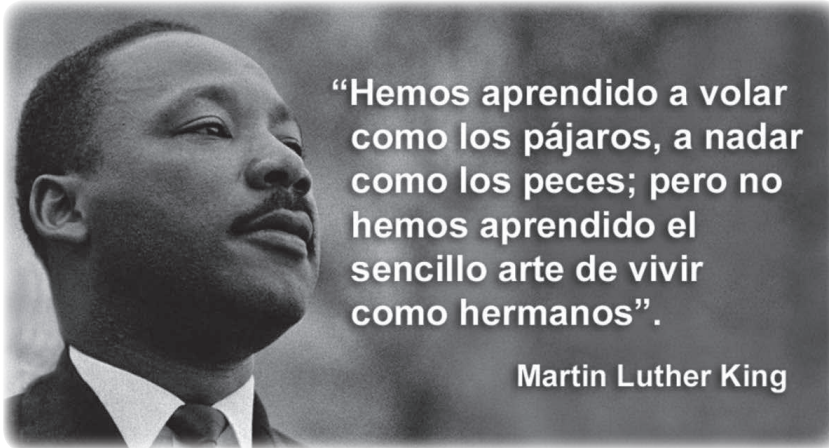 “Hemos aprendido a volar
como los pájaros, a nadar
como los peces; pero no
hemos aprendido el
sencillo arte de vivir
como hermanos”.
Martin Luther King